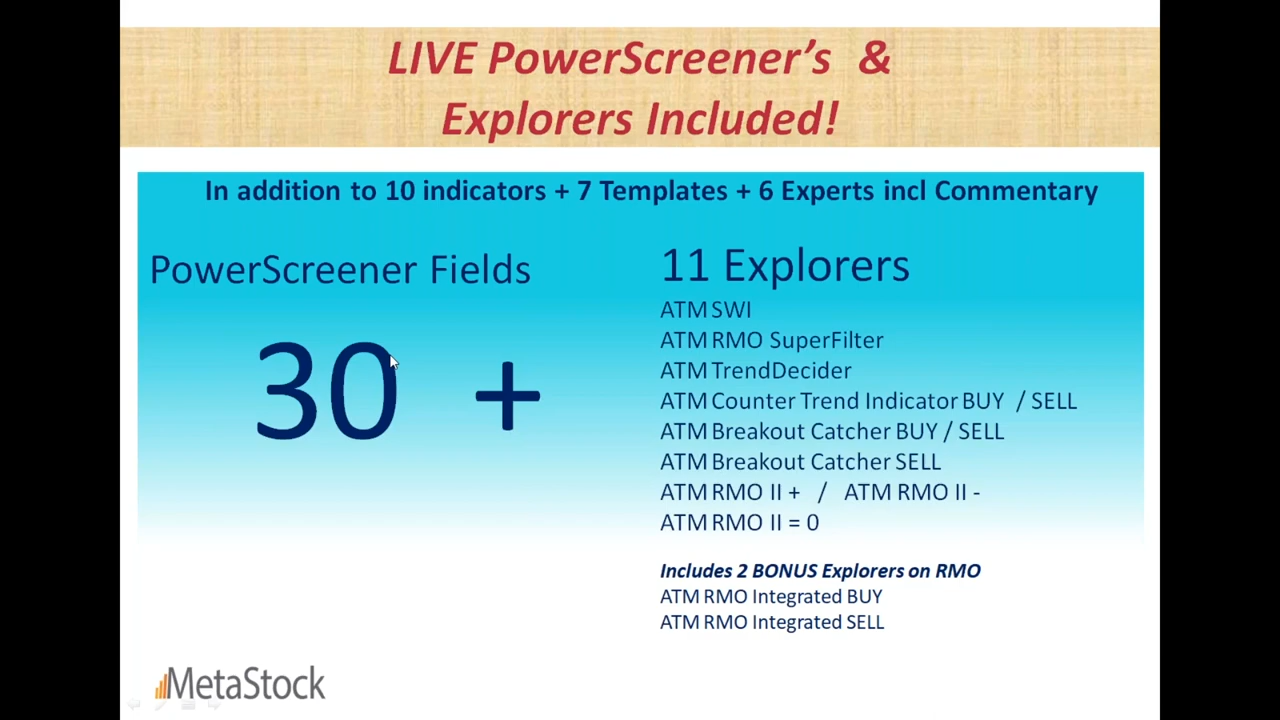 LIVE PowerScreener's &
Explorers Included!
In addition to 10 indicators + 7 Templates + 6 Experts incl Commentary
PowerScreener Fields
30 +
11 Explorers
ATM SWI
ATM RMO SuperFilter
ATM TrendDecider
ATM Counter Trend Indicator BUY / SELL
ATM Breakout Catcher BUY / SELL
ATM Breakout Catcher SELL
ATM RMO II + / ATM RMO II -
ATM RMO II = 0
Includes 2 BONUS Explorers on RMO
ATM RMO Integrated BUY
ATM RMO Integrated SELL
MetaStock